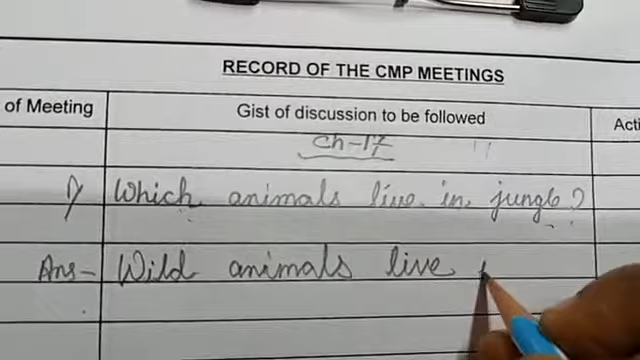 RECORD OF THE CMP MEETINGS
of Meeting
Gist of discussion to be followed
Acti
Ch-17
1) Which animals live in jungle?
Ans- Wild animals live